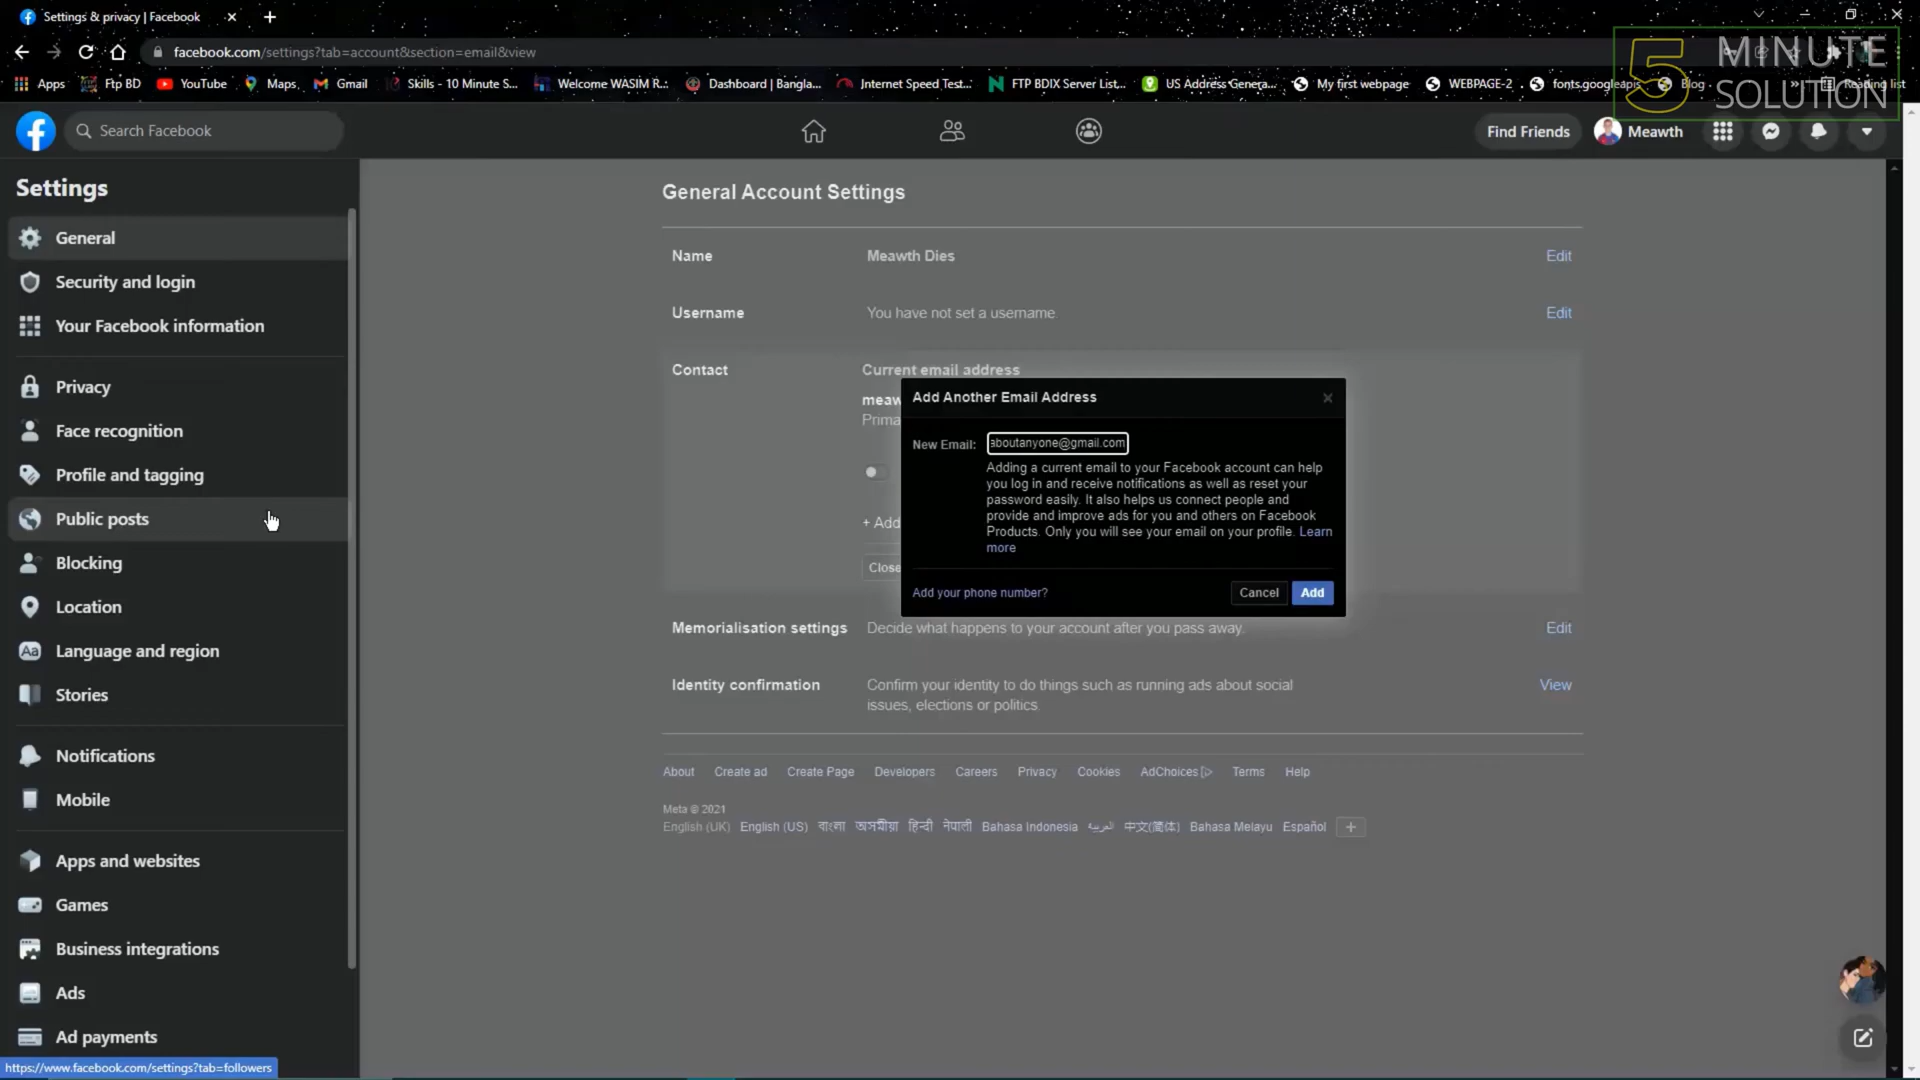 Settings & privacy | Facebook
facebook.com/settings?tab=account&section=email&view
5 MINUTE
SOLUTION
Apps Ftp BD YouTube Maps Gmail Skills - 10 Minute S... Welcome WASIM R... Dashboard | Bangla... Internet Speed Test... FTP BDIX Server List... US Address Genera... My first webpage WEBPAGE-2 fonts.googleapis Blog Reading list
Search Facebook
Find Friends Meawth
Settings
General
Security and login
Your Facebook information
Privacy
Face recognition
Profile and tagging
Public posts
Blocking
Location
Language and region
Stories
Notifications
Mobile
Apps and websites
Games
Business integrations
Ads
Ad payments
https://www.facebook.com/settings?tab=followers
General Account Settings
Name Meawth Dies Edit
Username You have not set a username. Edit
Contact Current email address
meaw
Prima
+ Add
Close
Add Another Email Address
New Email: aboutanyone@gmail.com
Adding a current email to your Facebook account can help
you log in and receive notifications as well as reset your
password easily. It also helps us connect people and
provide and improve ads for you and others on Facebook
Products. Only you will see your email on your profile. Learn
more
Add your phone number? Cancel Add
Memorialisation settings Decide what happens to your account after you pass away. Edit
Identity confirmation Confirm your identity to do things such as running ads about social View
issues, elections or politics.
About Create ad Create Page Developers Careers Privacy Cookies AdChoices Terms Help
Meta © 2021
English (UK) English (US) বাংলা অসমীয়া हिन्दी नेपाली Bahasa Indonesia العربية 中文(简体) Bahasa Melayu Español +